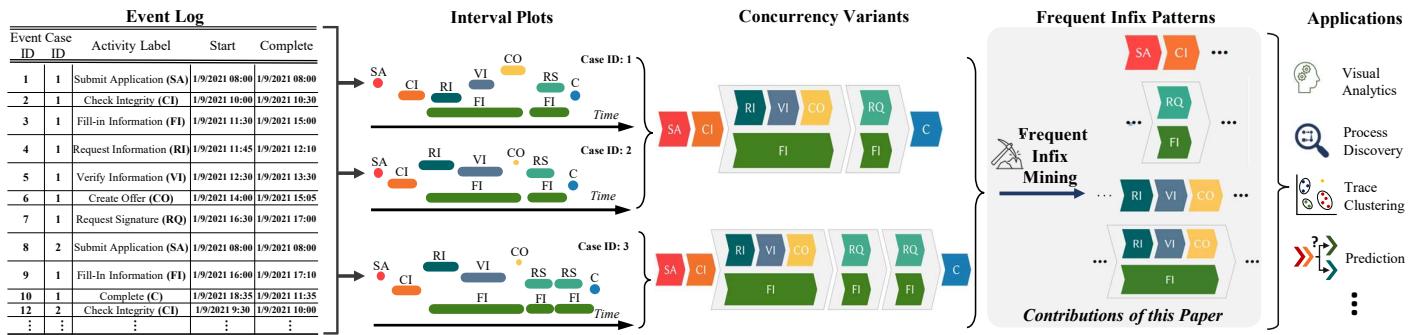 Event Log
Event ID Case ID Activity Label Start Complete
1 1 Submit Application (SA) 1/9/2021 08:00 1/9/2021 08:00
2 1 Check Integrity (CI) 1/9/2021 10:00 1/9/2021 10:30
3 1 Fill-in Information (FI) 1/9/2021 11:30 1/9/2021 15:00
4 1 Request Information (RI) 1/9/2021 11:45 1/9/2021 12:10
5 1 Verify Information (VI) 1/9/2021 12:30 1/9/2021 13:30
6 1 Create Offer (CO) 1/9/2021 14:00 1/9/2021 15:05
7 1 Request Signature (RQ) 1/9/2021 16:30 1/9/2021 17:00
8 2 Submit Application (SA) 1/9/2021 08:00 1/9/2021 08:00
9 1 Fill-In Information (FI) 1/9/2021 16:00 1/9/2021 17:10
10 1 Complete (C) 1/9/2021 18:35 1/9/2021 11:35
12 2 Check Integrity (CI) 1/9/2021 9:30 1/9/2021 10:00
Interval Plots
Case ID: 1
SA CI RI VI CO RS C
FI FI
Time
Case ID: 2
SA CI RI VI CO RS C
FI FI
Time
Case ID: 3
SA CI RI VI CO RS RS C
FI FI FI
Time
Concurrency Variants
SA CI RI VI CO RQ C
FI FI
SA CI RI VI CO RQ RQ C
FI FI FI
Frequent
Infix
Mining
Frequent Infix Patterns
SA CI ...
... RQ ...
FI
... RI VI CO ...
RI VI CO
... FI ...
Contributions of this Paper
Applications
Visual
Analytics
Process
Discovery
Trace
Clustering
?
Prediction